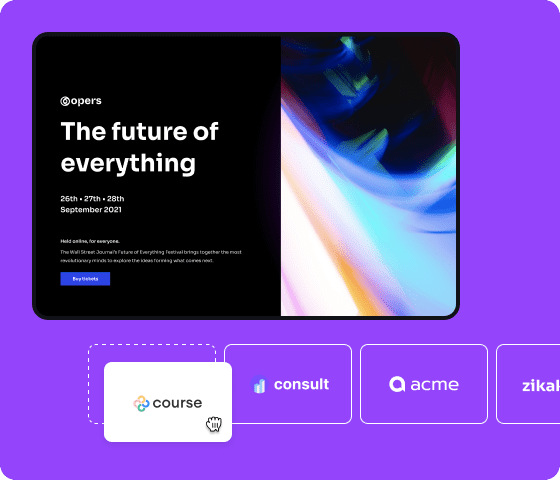 opers
The future of
everything
26th • 27th • 28th
September 2021
Held online, for everyone.
The Wall Street Journal's Future of Everything Festival brings together the most
revolutionary minds to explore the ideas forming what comes next.
Buy tickets
course
consult
acme
zikal